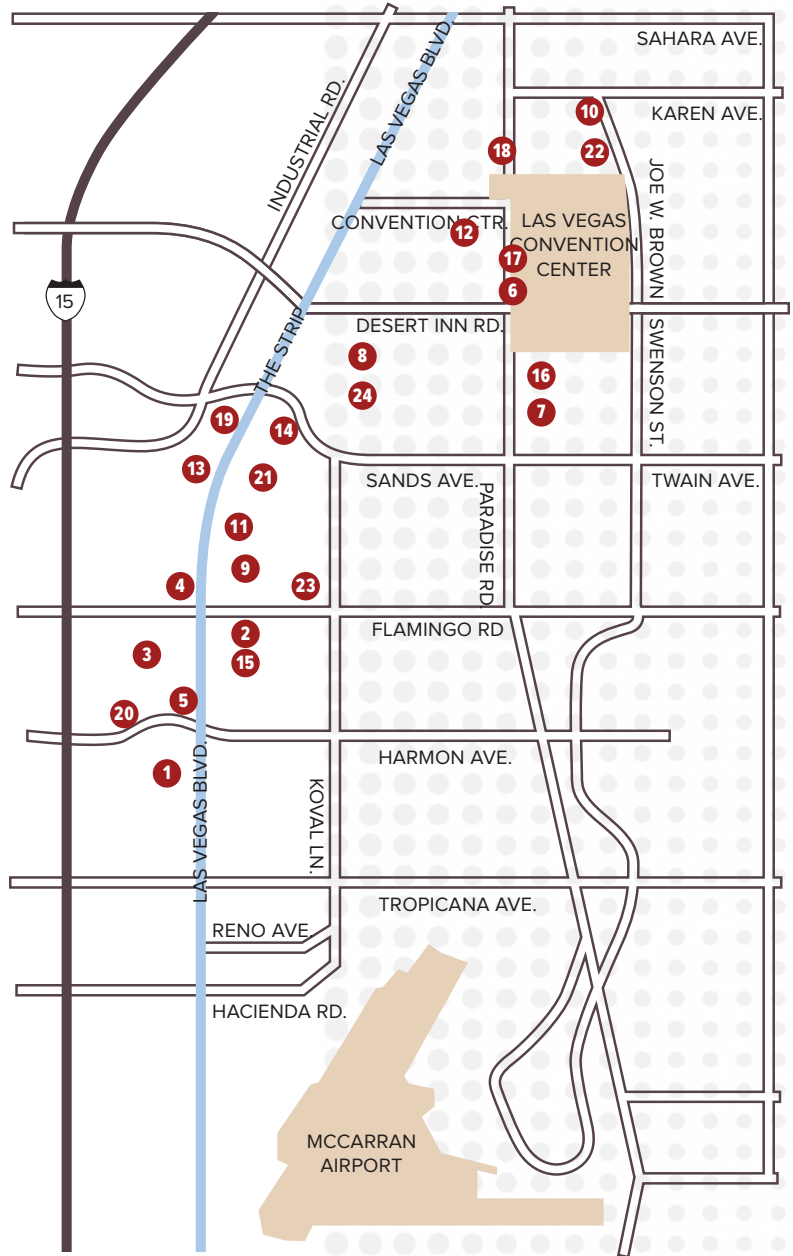 SAHARA AVE.
LAS VEGAS BLVD.
INDUSTRIAL RD.
10
KAREN AVE.
18
22
JOE W. BROWN
CONVENTION CTR.
12
LAS VEGAS
CONVENTION
CENTER
17
6
15
DESERT INN RD.
THE STRIP
SWENSON ST.
8
24
16
7
19
14
13
21
SANDS AVE.
TWAIN AVE.
PARADISE RD.
11
9
4
23
2
FLAMINGO RD
3
15
5
20
HARMON AVE.
1
LAS VEGAS BLVD.
KOVAL LN.
TROPICANA AVE.
RENO AVE.
HACIENDA RD.
MCCARRAN
AIRPORT